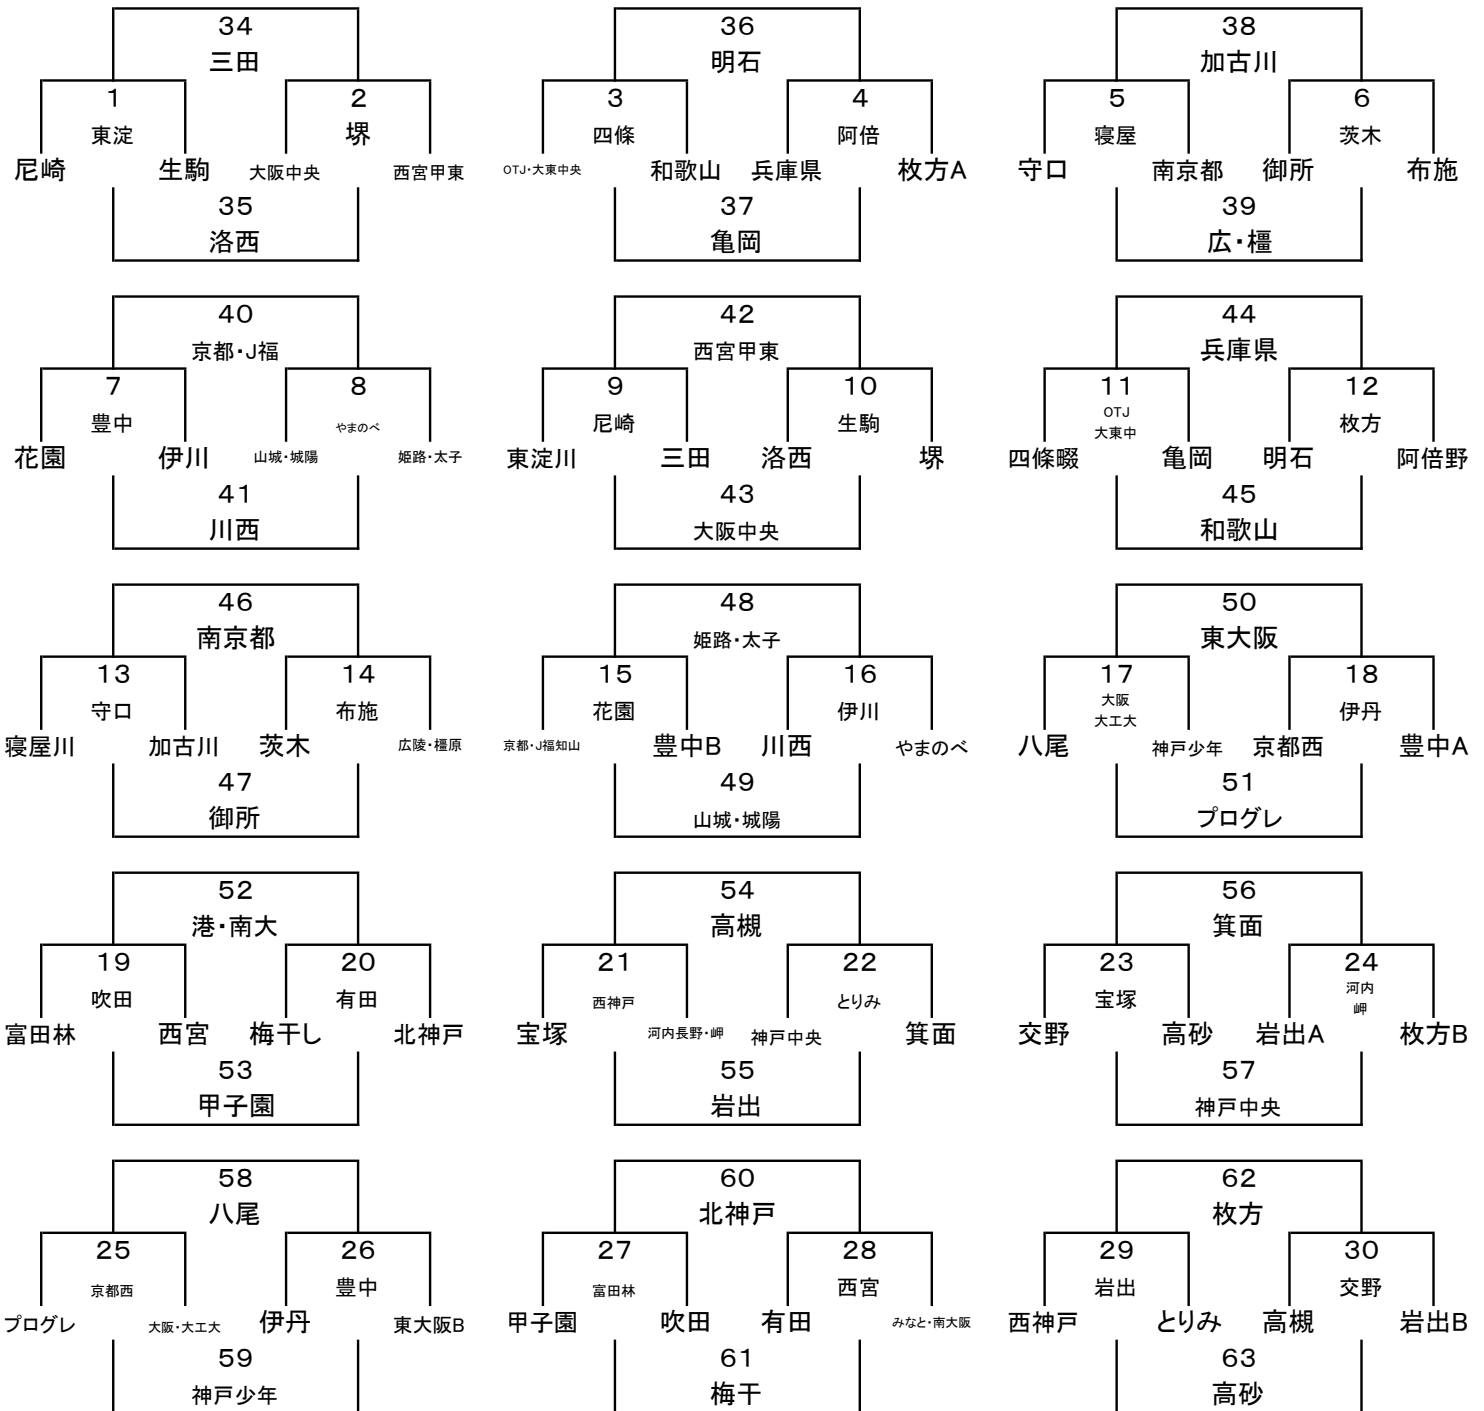 34
三田
1
東淀
2
堺
尼崎
生駒
大阪中央
西宮甲東
35
洛西
36
明石
3
四條
4
阿倍
OTJ・大東中央
和歌山
兵庫県
枚方A
37
亀岡
38
加古川
5
寝屋
6
茨木
守口
南京都
御所
布施
39
広・橿
40
京都・J福
7
豊中
8
やまのべ
花園
伊川
山城・城陽
姫路・太子
41
川西
42
西宮甲東
9
尼崎
10
生駒
東淀川
三田
洛西
堺
43
大阪中央
44
兵庫県
11
OTJ
大東中
12
枚方
四條畷
亀岡
明石
阿倍野
45
和歌山
46
南京都
13
守口
14
布施
寝屋川
加古川
茨木
広陵・橿原
47
御所
48
姫路・太子
15
花園
16
伊川
京都・J福知山
豊中B
川西
やまのべ
49
山城・城陽
50
東大阪
17
大阪
大工大
18
伊丹
八尾
神戸少年
京都西
豊中A
51
プログレ
52
港・南大
19
吹田
20
有田
富田林
西宮
梅干し
北神戸
53
甲子園
54
高槻
21
西神戸
22
とりみ
宝塚
河内長野・岬
神戸中央
箕面
55
岩出
56
箕面
23
宝塚
24
河内
岬
交野
高砂
岩出A
枚方B
57
神戸中央
58
八尾
25
京都西
26
豊中
プログレ
大阪・大工大
伊丹
東大阪B
59
神戸少年
60
北神戸
27
富田林
28
西宮
甲子園
吹田
有田
みなと・南大阪
61
梅干
62
枚方
29
岩出
30
交野
西神戸
とりみ
高槻
岩出B
63
高砂